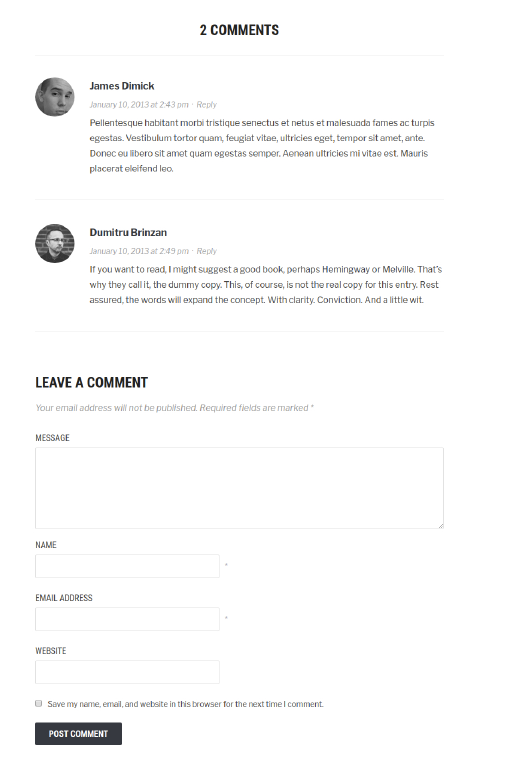 2 COMMENTS
James Dimick
January 10, 2013 at 2:43 pm · Reply
Pellentesque habitant morbi tristique senectus et netus et malesuada fames ac turpis
egestas. Vestibulum tortor quam, feugiat vitae, ultricies eget, tempor sit amet, ante.
Donec eu libero sit amet quam egestas semper. Aenean ultricies mi vitae est. Mauris
placerat eleifend leo.
Dumitru Brinzan
January 10, 2013 at 2:49 pm · Reply
If you want to read, I might suggest a good book, perhaps Hemingway or Melville. That's
why they call it, the dummy copy. This, of course, is not the real copy for this entry. Rest
assured, the words will expand the concept. With clarity. Conviction. And a little wit.
LEAVE A COMMENT
Your email address will not be published. Required fields are marked *
MESSAGE
NAME
*
EMAIL ADDRESS
*
WEBSITE
Save my name, email, and website in this browser for the next time I comment.
POST COMMENT